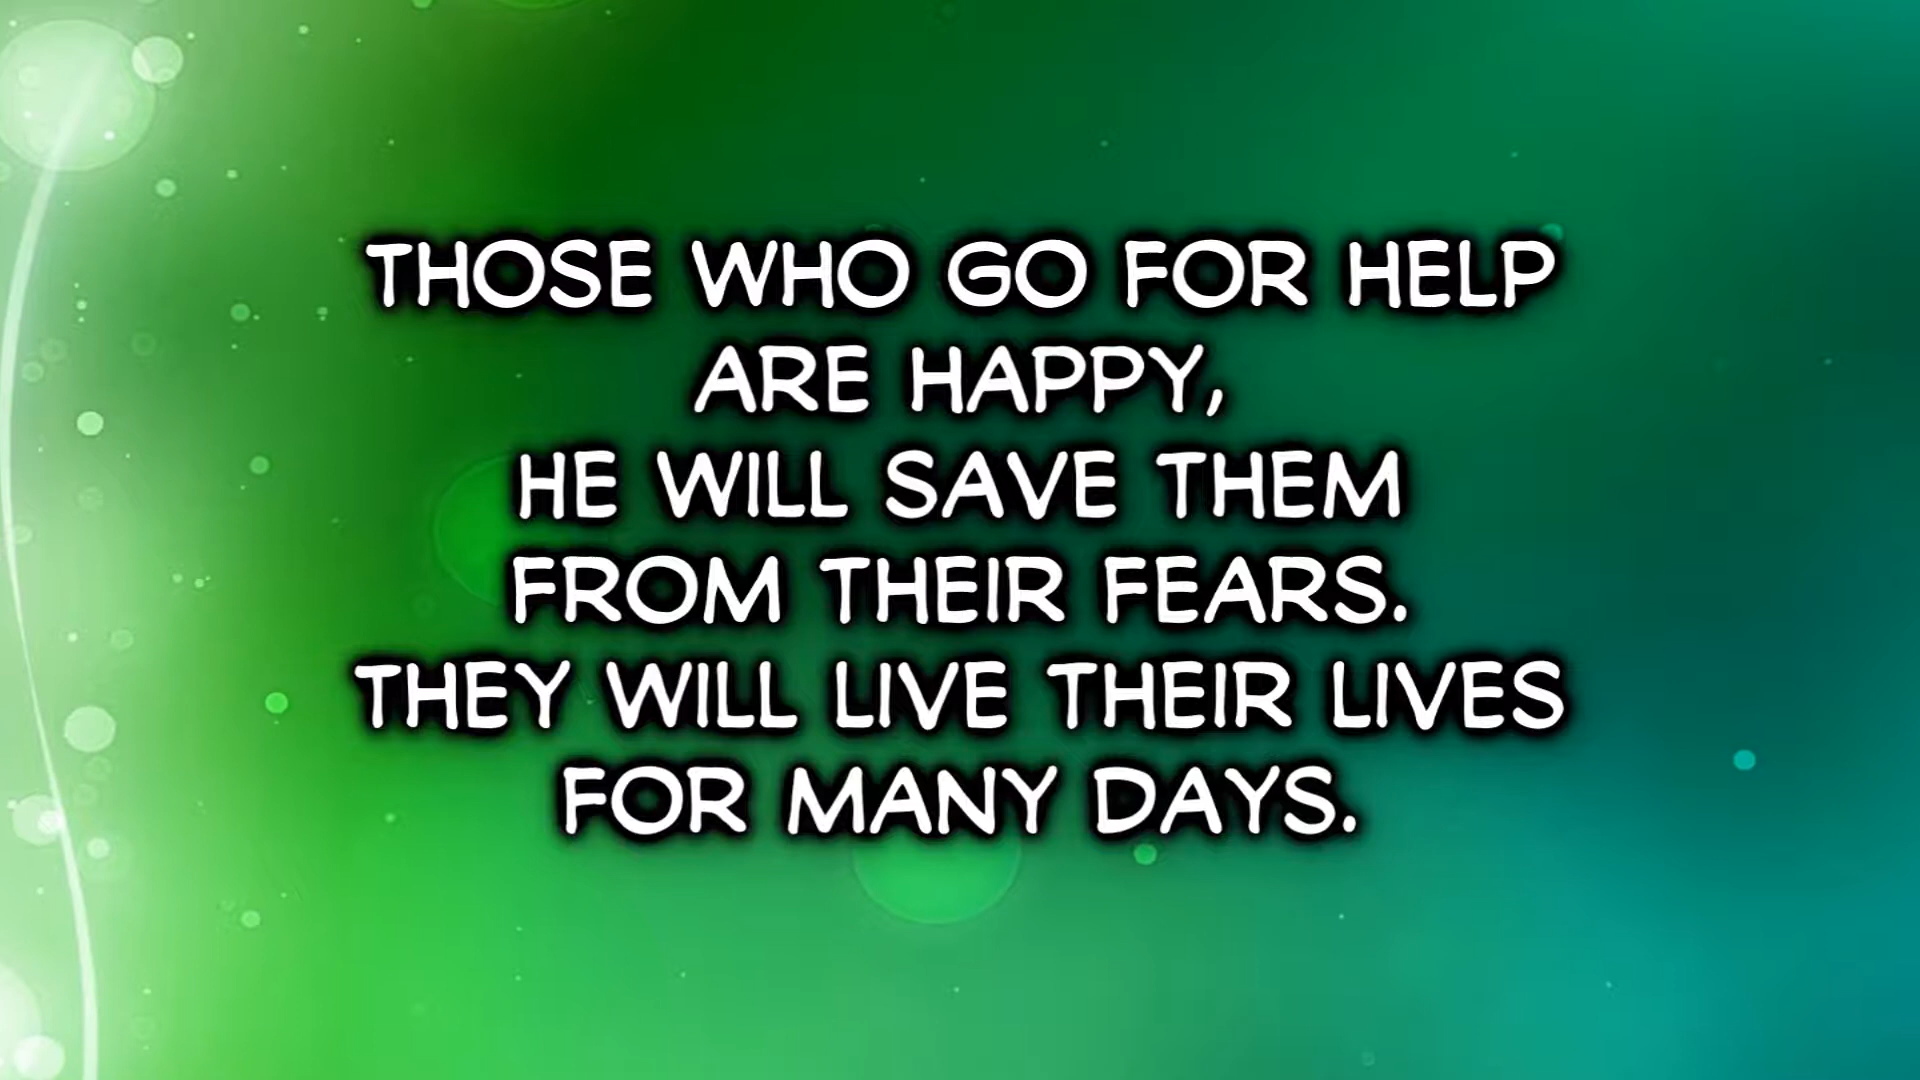 THOSE WHO GO FOR HELP
ARE HAPPY,
HE WILL SAVE THEM
FROM THEIR FEARS.
THEY WILL LIVE THEIR LIVES
FOR MANY DAYS.